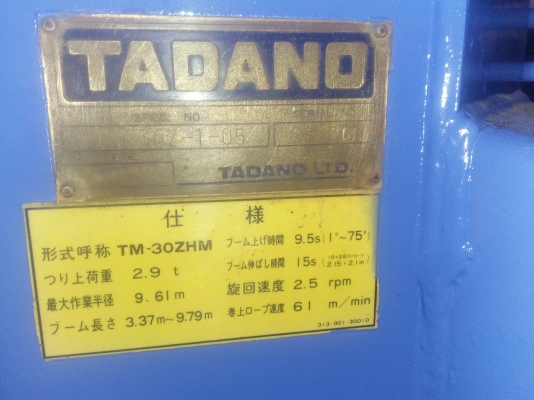 TADANO
SPEC. NO
SERIAL NO
-1-05
TADANO LTD.
仕様
形式呼称 TM-30ZHM
つり上荷重 2.9 t
最大作業半径 9.61m
ブーム長さ 3.37m~9.79m
ブーム上げ時間 9.5s(1°~75°)
ブーム伸ばし時間 15s
旋回速度 2.5 rpm
巻上ロープ速度 61 m/min
313-901-30010